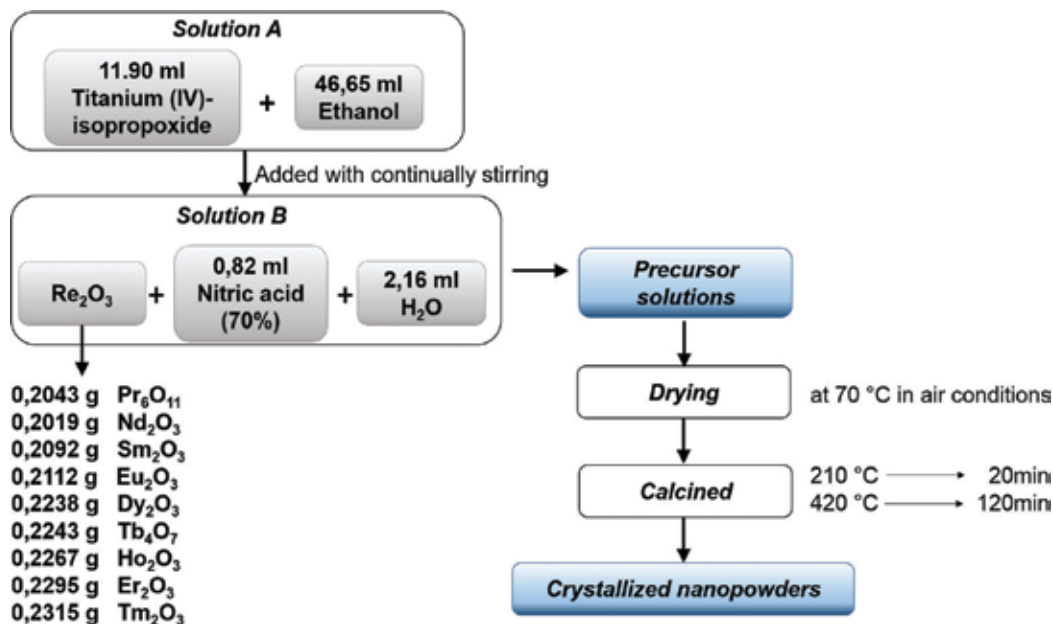 Solution A
11.90 ml
Titanium (IV)-
isopropoxide
+
46,65 ml
Ethanol
Added with continually stirring
Solution B
Re₂O₃
+
0,82 ml
Nitric acid
(70%)
+
2,16 ml
H₂O
0,2043 g Pr₆O₁₁
0,2019 g Nd₂O₃
0,2092 g Sm₂O₃
0,2112 g Eu₂O₃
0,2238 g Dy₂O₃
0,2243 g Tb₄O₇
0,2267 g Ho₂O₃
0,2295 g Er₂O₃
0,2315 g Tm₂O₃
Precursor
solutions
Drying
at 70 °C in air conditions
Calcined
210 °C 20min
420 °C 120min
Crystallized nanopowders